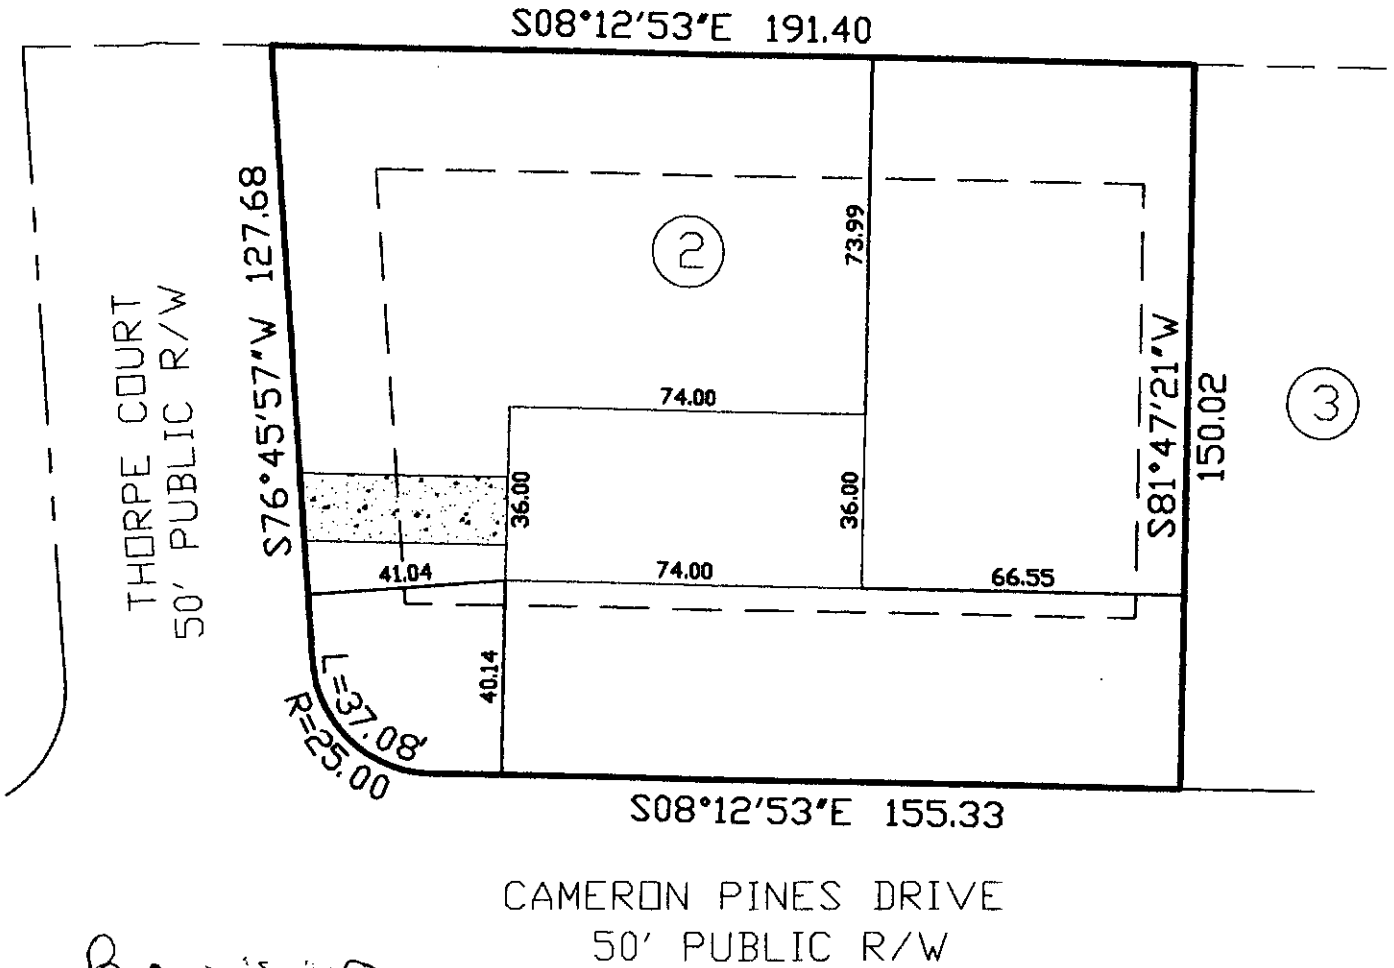 S08°12'53"E 191.40
S76°45'57"W 127.68
THORPE COURT
50' PUBLIC R/W
2
73.99
74.00
36.00
36.00
S81°47'21"W
150.02
3
41.04
74.00
66.55
40.14
L=37.08'
R=25.00
S08°12'53"E 155.33
CAMERON PINES DRIVE
50' PUBLIC R/W